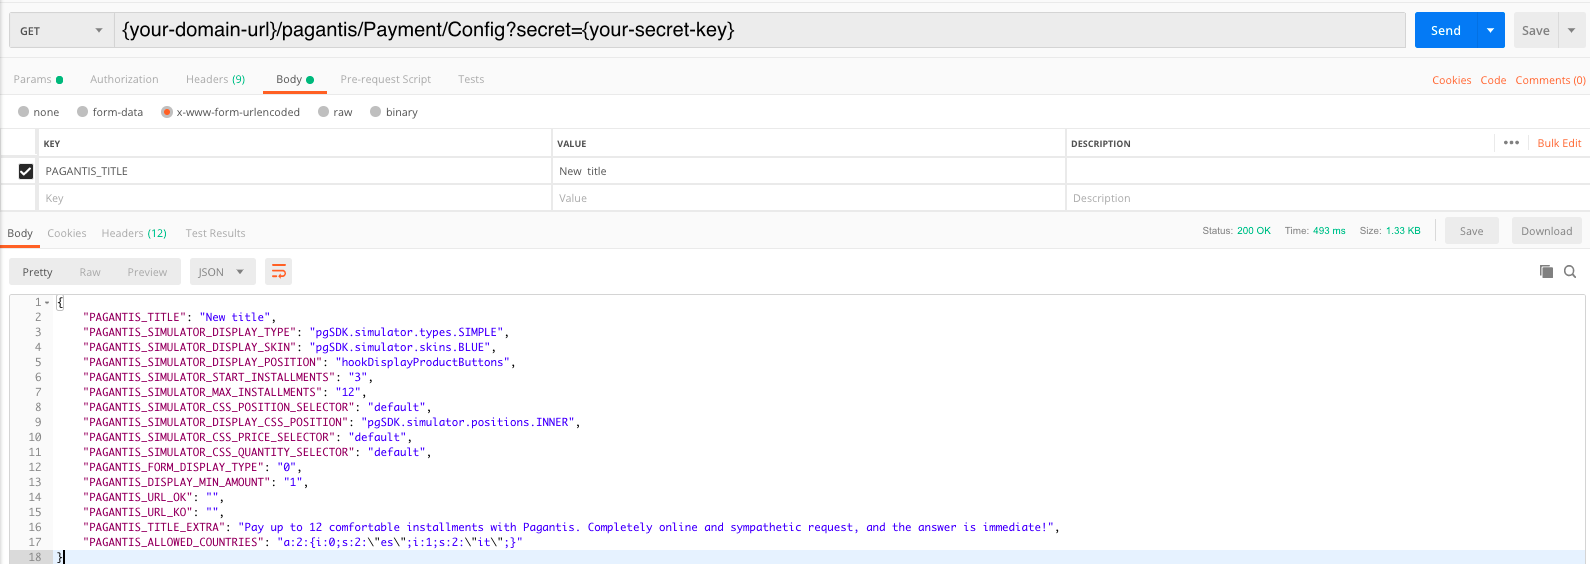 GET {your-domain-url}/pagantis/Payment/Config?secret={your-secret-key} Send Save
Params Authorization Headers (9) Body Pre-request Script Tests Cookies Code Comments (0)
none form-data x-www-form-urlencoded raw binary
KEY VALUE DESCRIPTION ••• Bulk Edit
PAGANTIS_TITLE New title
Key Value Description
Body Cookies Headers (12) Test Results Status: 200 OK Time: 493 ms Size: 1.33 KB Save Download
Pretty Raw Preview JSON
1 {
2 "PAGANTIS_TITLE": "New title",
3 "PAGANTIS_SIMULATOR_DISPLAY_TYPE": "pgSDK.simulator.types.SIMPLE",
4 "PAGANTIS_SIMULATOR_DISPLAY_SKIN": "pgSDK.simulator.skins.BLUE",
5 "PAGANTIS_SIMULATOR_DISPLAY_POSITION": "hookDisplayProductButtons",
6 "PAGANTIS_SIMULATOR_START_INSTALLMENTS": "3",
7 "PAGANTIS_SIMULATOR_MAX_INSTALLMENTS": "12",
8 "PAGANTIS_SIMULATOR_CSS_POSITION_SELECTOR": "default",
9 "PAGANTIS_SIMULATOR_DISPLAY_CSS_POSITION": "pgSDK.simulator.positions.INNER",
10 "PAGANTIS_SIMULATOR_CSS_PRICE_SELECTOR": "default",
11 "PAGANTIS_SIMULATOR_CSS_QUANTITY_SELECTOR": "default",
12 "PAGANTIS_FORM_DISPLAY_TYPE": "0",
13 "PAGANTIS_DISPLAY_MIN_AMOUNT": "1",
14 "PAGANTIS_URL_OK": "",
15 "PAGANTIS_URL_KO": "",
16 "PAGANTIS_TITLE_EXTRA": "Pay up to 12 comfortable installments with Pagantis. Completely online and sympathetic request, and the answer is immediate!",
17 "PAGANTIS_ALLOWED_COUNTRIES": "a:2:{i:0;s:2:\"es\";i:1;s:2:\"it\";}"
18 }